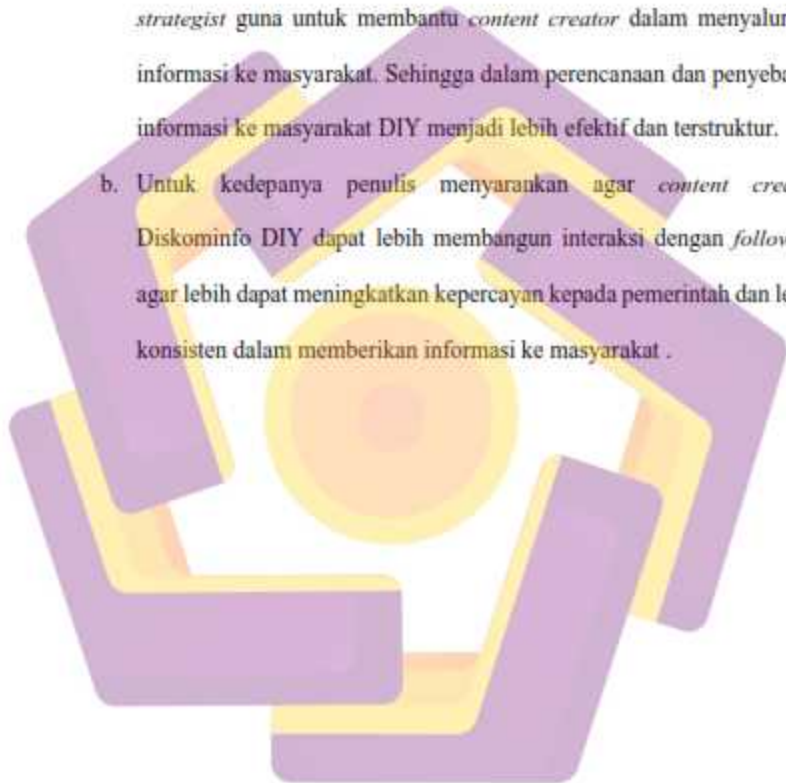 strategist guna untuk membantu content creator dalam menyalur
informasi ke masyarakat. Sehingga dalam perencanaan dan penyeba
informasi ke masyarakat DIY menjadi lebih efektif dan terstruktur.
b. Untuk kedepanya penulis menyarankan agar content crea
Diskominfo DIY dapat lebih membangun interaksi dengan follow
agar lebih dapat meningkatkan kepercayan kepada pemerintah dan le
konsisten dalam memberikan informasi ke masyarakat .